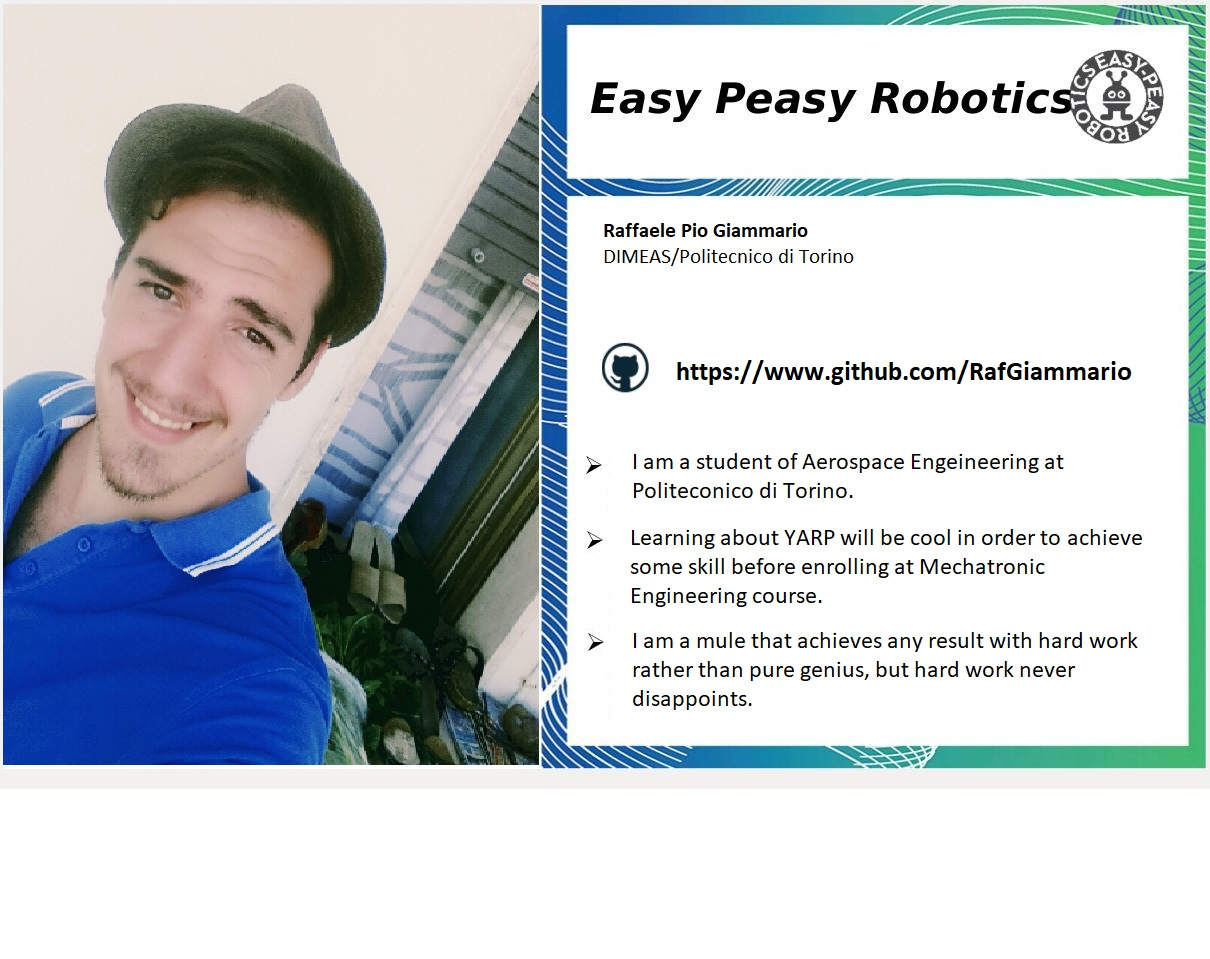 Easy Peasy Robotics
EASY-PEASY ROBOTICS
Raffaele Pio Giammario
DIMEAS/Politecnico di Torino
https://www.github.com/RafGiammario
I am a student of Aerospace Engeineering at
Politeconico di Torino.
Learning about YARP will be cool in order to achieve
some skill before enrolling at Mechatronic
Engineering course.
I am a mule that achieves any result with hard work
rather than pure genius, but hard work never
disappoints.